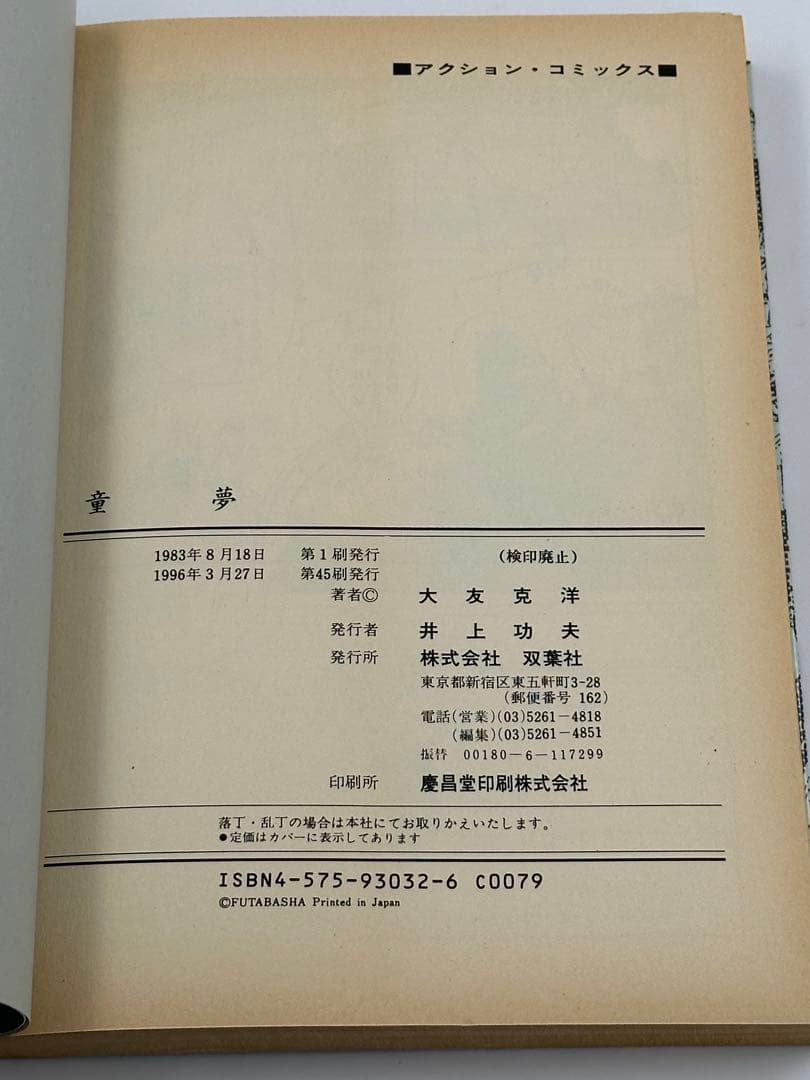 ■アクション・コミックス■
童 夢
1983年8月18日 第1刷発行 (検印廃止)
1996年3月27日 第45刷発行
著者© 大友克洋
発行者 井上功夫
発行所 株式会社 双葉社
東京都新宿区東五軒町3-28
(郵便番号 162)
電話(営業)(03)5261-4818
(編集)(03)5261-4851
振替 00180-6-117299
印刷所 慶昌堂印刷株式会社
落丁・乱丁の場合は本社にてお取りかえいたします。
●定価はカバーに表示してあります
ISBN4-575-93032-6 C0079
©FUTABASHA Printed in Japan